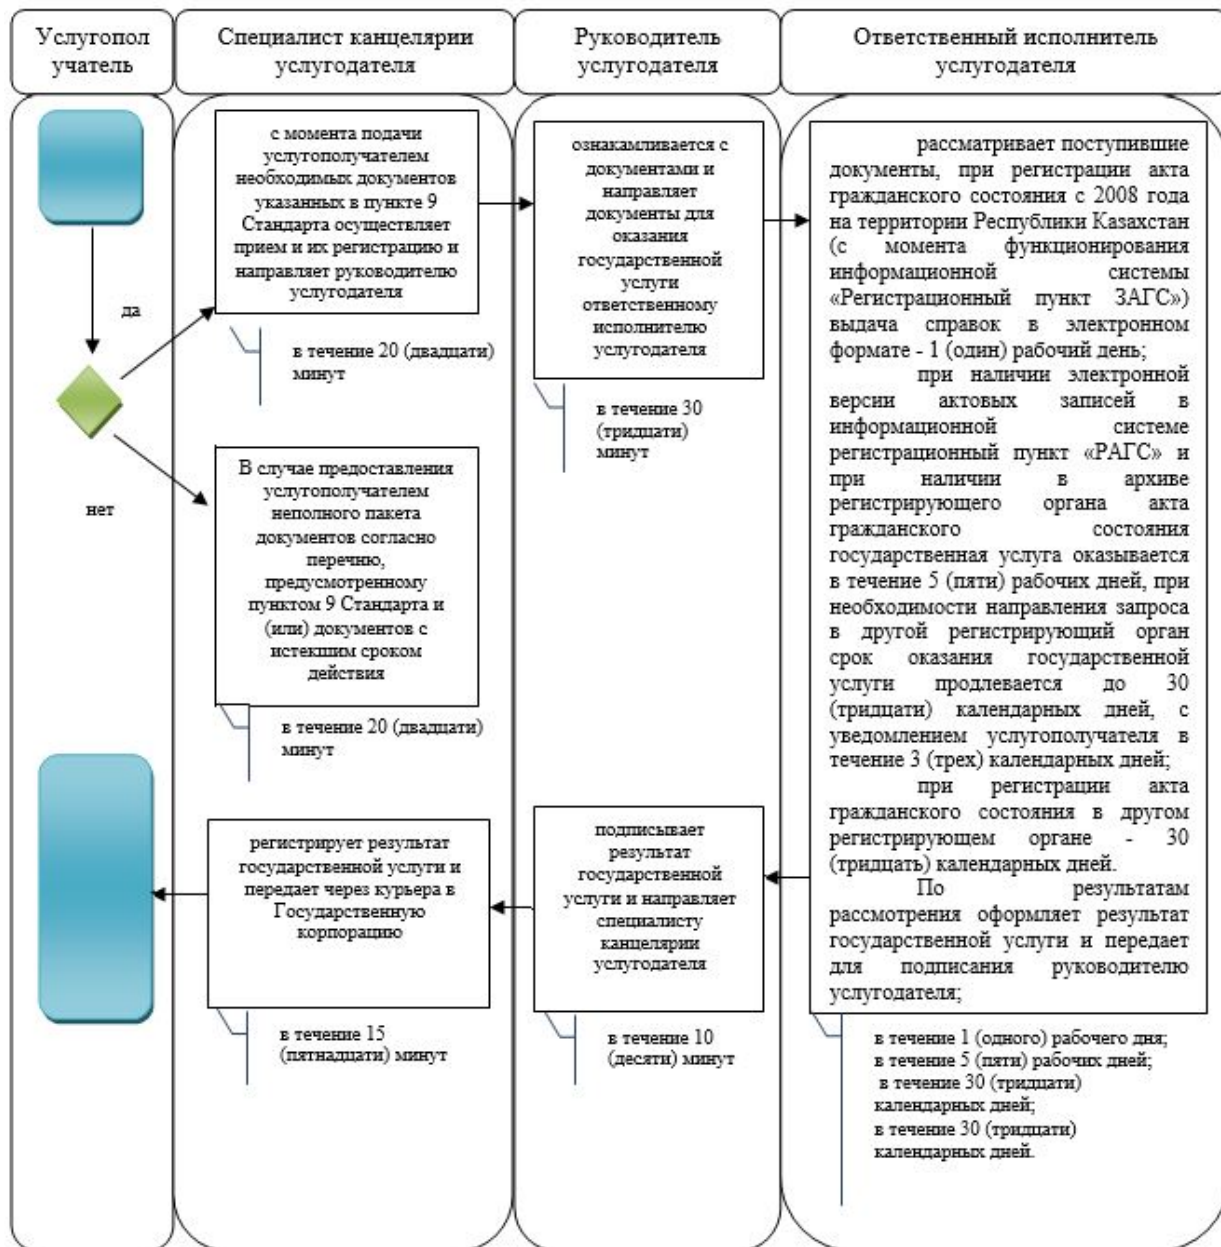 Услугопол
учатель
Специалист канцелярии
услугодателя
Руководитель
услугодателя
Ответственный исполнитель
услугодателя
да
нет
с момента подачи
услугополучателем
необходимых документов
указанных в пункте 9
Стандарта осуществляет
прием и их регистрацию и
направляет руководителю
услугодателя
в течение 20 (двадцати)
минут
ознакамливается с
документами и
направляет
документы для
оказания
государственной
услуги
ответственному
исполнителю
услугодателя
в течение 30
(тридцати)
минут
рассматривает поступившие
документы, при регистрации акта
гражданского состояния с 2008 года
на территории Республики Казахстан
(с момента функционирования
информационной системы
«Регистрационный пункт ЗАГС»)
выдача справок в электронном
формате - 1 (один) рабочий день;
при наличии электронной
версии актовых записей в
информационной системе
регистрационный пункт «РАГС» и
при наличии в архиве
регистрирующего органа акта
гражданского состояния
государственная услуга оказывается
в течение 5 (пяти) рабочих дней, при
необходимости направления запроса
в другой регистрирующий орган
срок оказания государственной
услуги продлевается до 30
(тридцати) календарных дней, с
уведомлением услугополучателя в
течение 3 (трех) календарных дней;
при регистрации акта
гражданского состояния в другом
регистрирующем органе - 30
(тридцать) календарных дней.
По результатам
рассмотрения оформляет результат
государственной услуги и передает
для подписания руководителю
услугодателя;
в течение 1 (одного) рабочего дня;
в течение 5 (пяти) рабочих дней;
в течение 30 (тридцати)
календарных дней;
в течение 30 (тридцати)
календарных дней.
В случае предоставления
услугополучателем
неполного пакета
документов согласно
перечню,
предусмотренному
пунктом 9 Стандарта и
(или) документов с
истекшим сроком
действия
в течение 20 (двадцати)
минут
регистрирует результат
государственной услуги и
передает через курьера в
Государственную
корпорацию
в течение 15
(пятнадцати) минут
подписывает
результат
государственной
услуги и направляет
специалисту
канцелярии
услугодателя
в течение 10
(десяти) минут